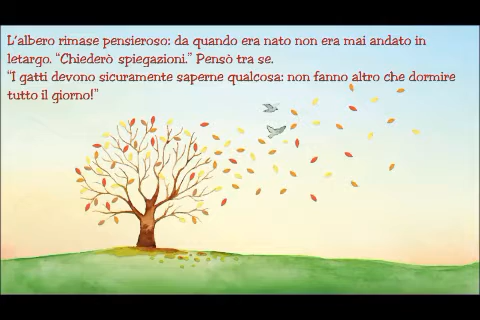 L'albero rimase pensieroso: da quando era nato non era mai andato in
letargo. "Chiederò spiegazioni." Pensò tra se.
"I gatti devono sicuramente saperne qualcosa: non fanno altro che dormire
tutto il giorno!"